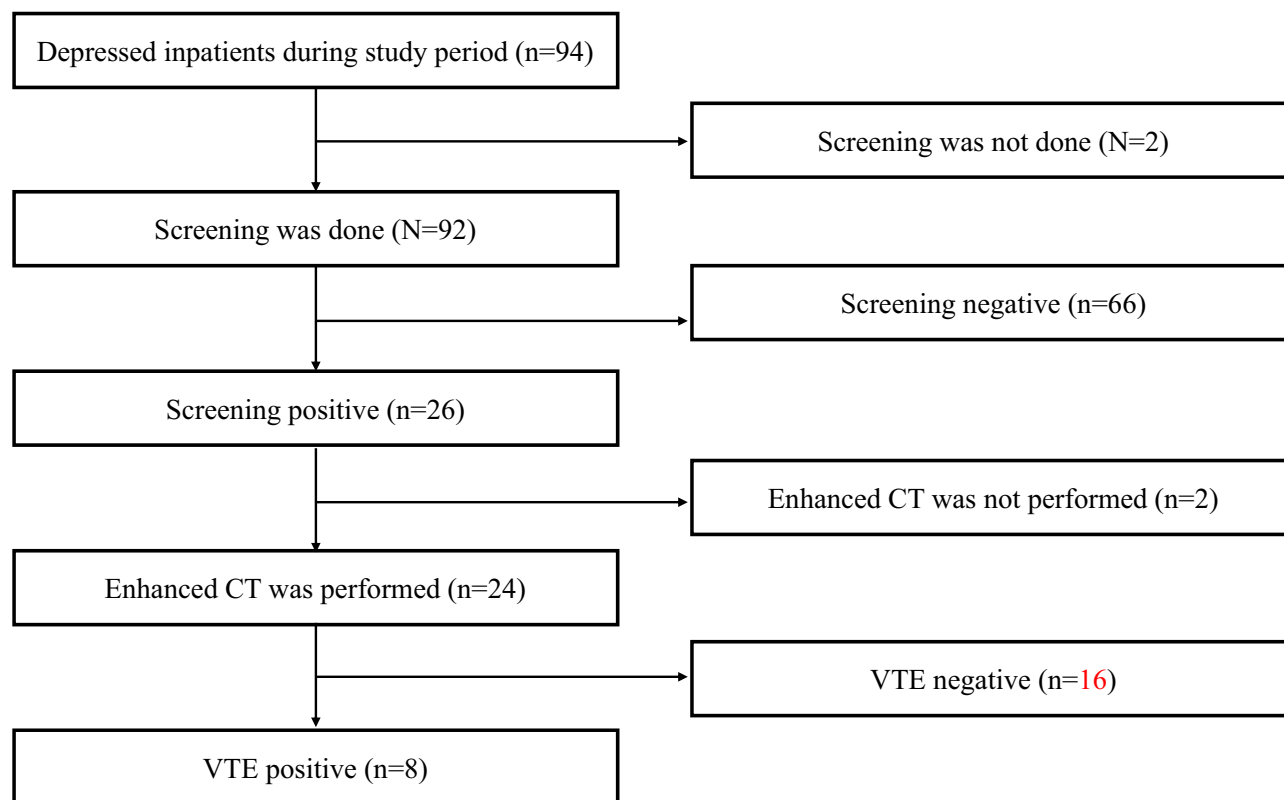 Depressed inpatients during study period (n=94)
Screening was not done (N=2)
Screening was done (N=92)
Screening negative (n=66)
Screening positive (n=26)
Enhanced CT was not performed (n=2)
Enhanced CT was performed (n=24)
VTE negative (n=16)
VTE positive (n=8)